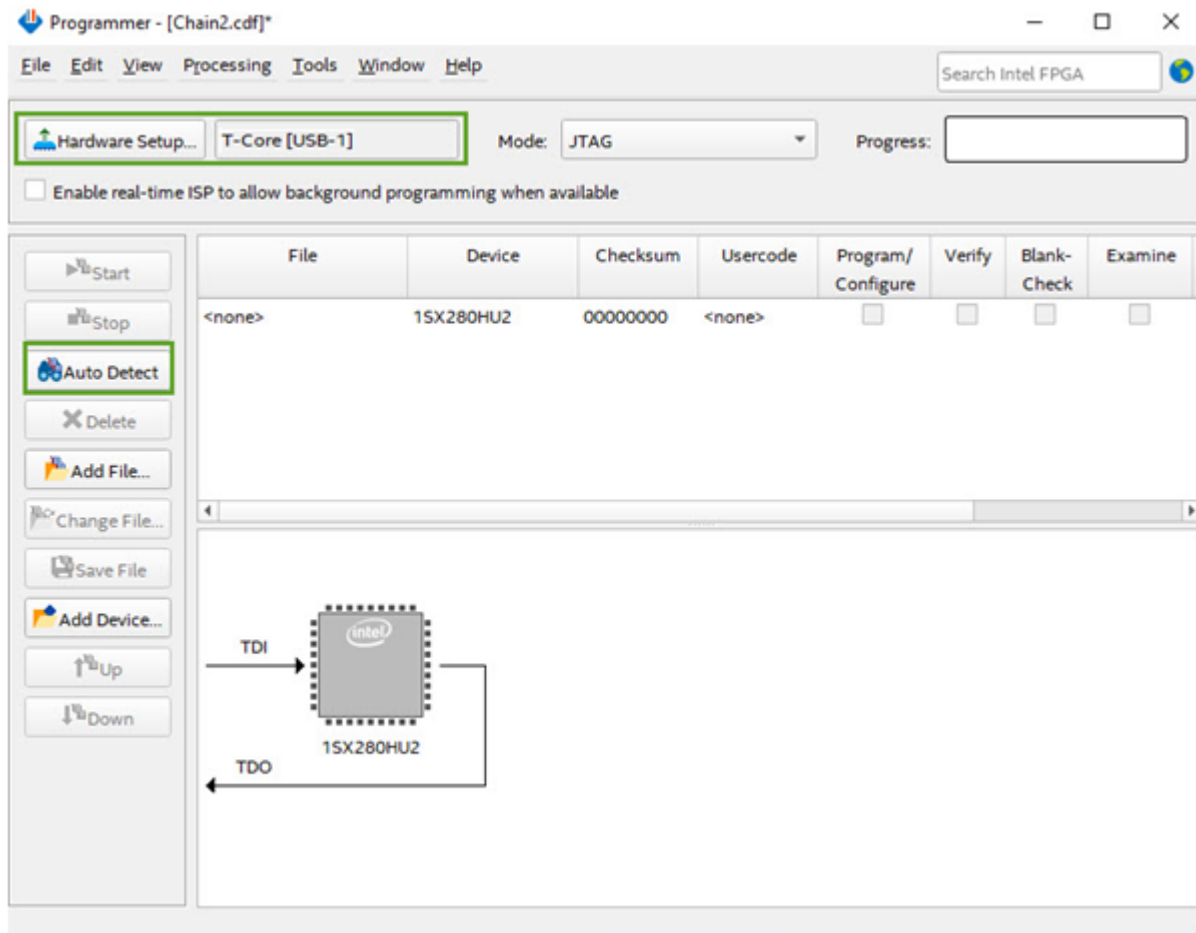 Programmer - [Chain2.cdf]*
File Edit View Processing Tools Window Help
Search Intel FPGA
Hardware Setup... T-Core [USB-1] Mode: JTAG Progress:
Enable real-time ISP to allow background programming when available
File Device Checksum Usercode Program/ Verify Blank- Examine
Configure Check
<none> 1SX280HU2 00000000 <none>
Start
Stop
Auto Detect
Delete
Add File...
Change File...
Save File
Add Device...
Up
Down
TDI
intel
1SX280HU2
TDO